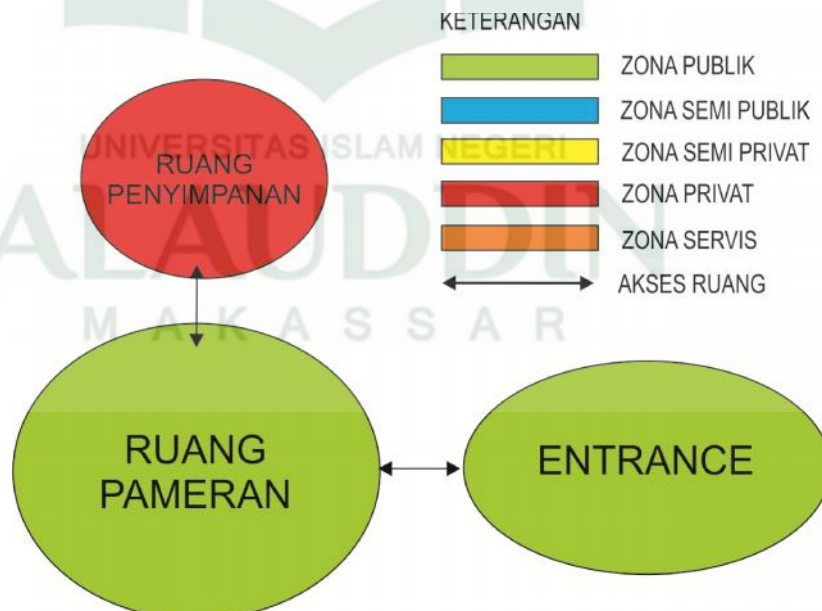 KETERANGAN
ZONA PUBLIK
ZONA SEMI PUBLIK
ZONA SEMI PRIVAT
ZONA PRIVAT
ZONA SERVIS
AKSES RUANG
UNIVERSITAS ISLAM NEGERI
ALAUDDIN
MAKASSAR
RUANG
PENYIMPANAN
RUANG
PAMERAN
ENTRANCE